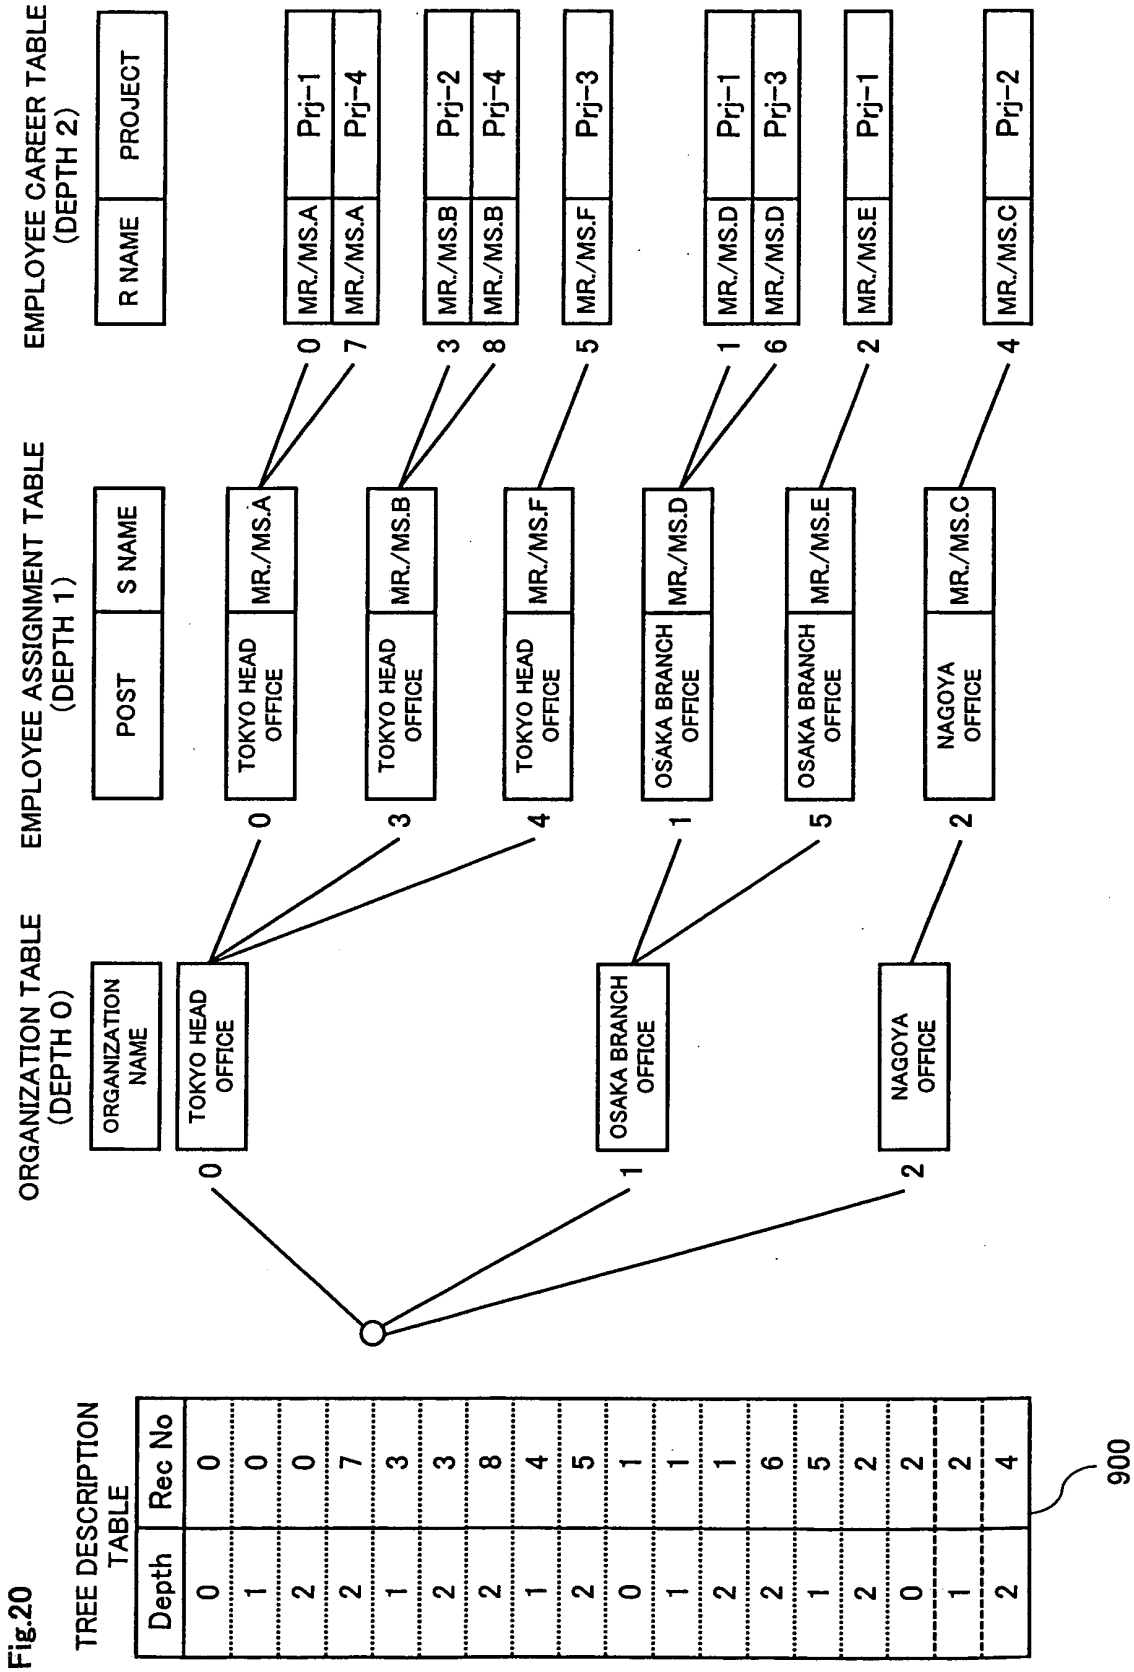 Fig.20
TREE DESCRIPTION
TABLE
Depth Rec No
0 0
1 0
2 0
2 7
1 3
2 3
2 8
1 4
2 5
0 1
1 1
2 1
2 6
1 5
2 2
0 2
1 2
2 4
900
ORGANIZATION TABLE
(DEPTH 0)
ORGANIZATION
NAME
0
TOKYO HEAD
OFFICE
1
OSAKA BRANCH
OFFICE
2
NAGOYA
OFFICE
EMPLOYEE ASSIGNMENT TABLE
(DEPTH 1)
POST S NAME
0
TOKYO HEAD
OFFICE
MR./MS.A
3
TOKYO HEAD
OFFICE
MR./MS.B
4
TOKYO HEAD
OFFICE
MR./MS.F
1
OSAKA BRANCH
OFFICE
MR./MS.D
5
OSAKA BRANCH
OFFICE
MR./MS.E
2
NAGOYA
OFFICE
MR./MS.C
EMPLOYEE CAREER TABLE
(DEPTH 2)
R NAME PROJECT
0 MR./MS.A Prj-1
7 MR./MS.A Prj-4
3 MR./MS.B Prj-2
8 MR./MS.B Prj-4
5 MR./MS.F Prj-3
1 MR./MS.D Prj-1
6 MR./MS.D Prj-3
2 MR./MS.E Prj-1
4 MR./MS.C Prj-2